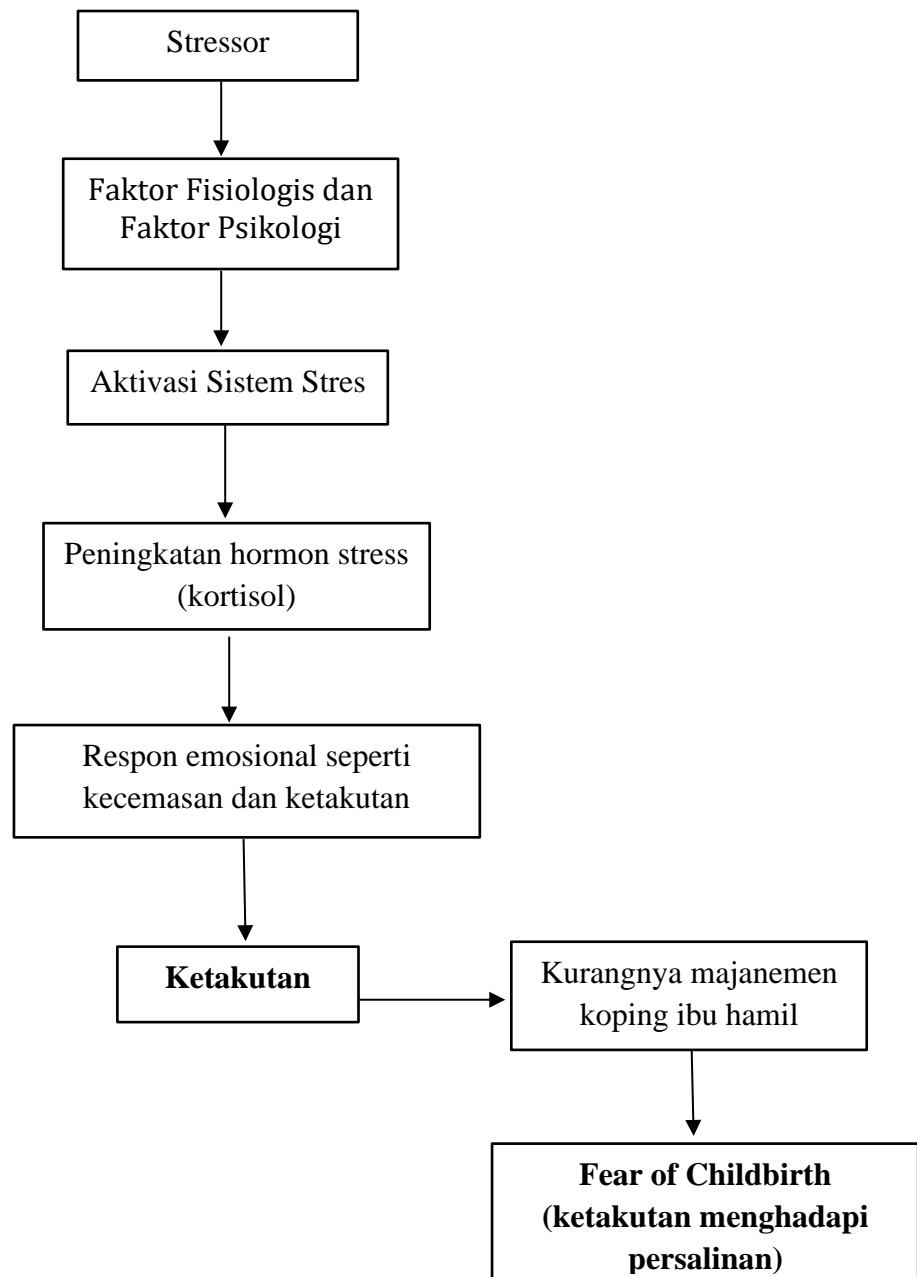 Stressor
Faktor Fisiologis dan
Faktor Psikologi
Aktivasi Sistem Stres
Peningkatan hormon stress
(kortisol)
Respon emosional seperti
kecemasan dan ketakutan
Ketakutan
Kurangnya majanemen
koping ibu hamil
Fear of Childbirth
(ketakutan menghadapi
persalinan)